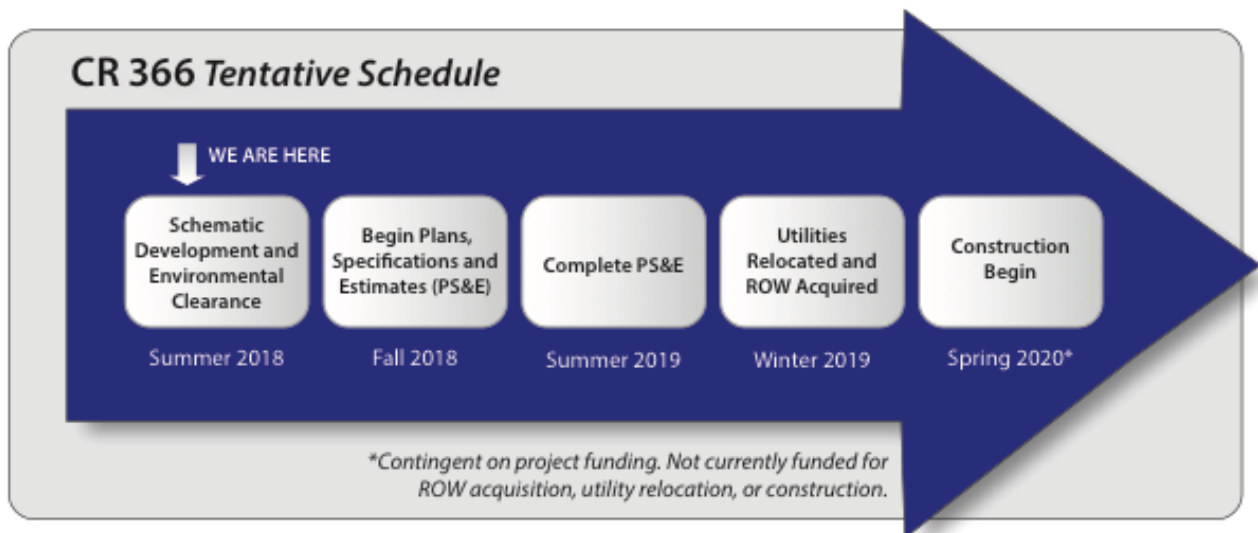 CR 366 Tentative Schedule
WE ARE HERE
Schematic
Development and
Environmental
Clearance
Summer 2018
Begin Plans,
Specifications and
Estimates (PS&E)
Fall 2018
Complete PS&E
Summer 2019
Utilities
Relocated and
ROW Acquired
Winter 2019
Construction
Begin
Spring 2020*
*Contingent on project funding. Not currently funded for
ROW acquisition, utility relocation, or construction.